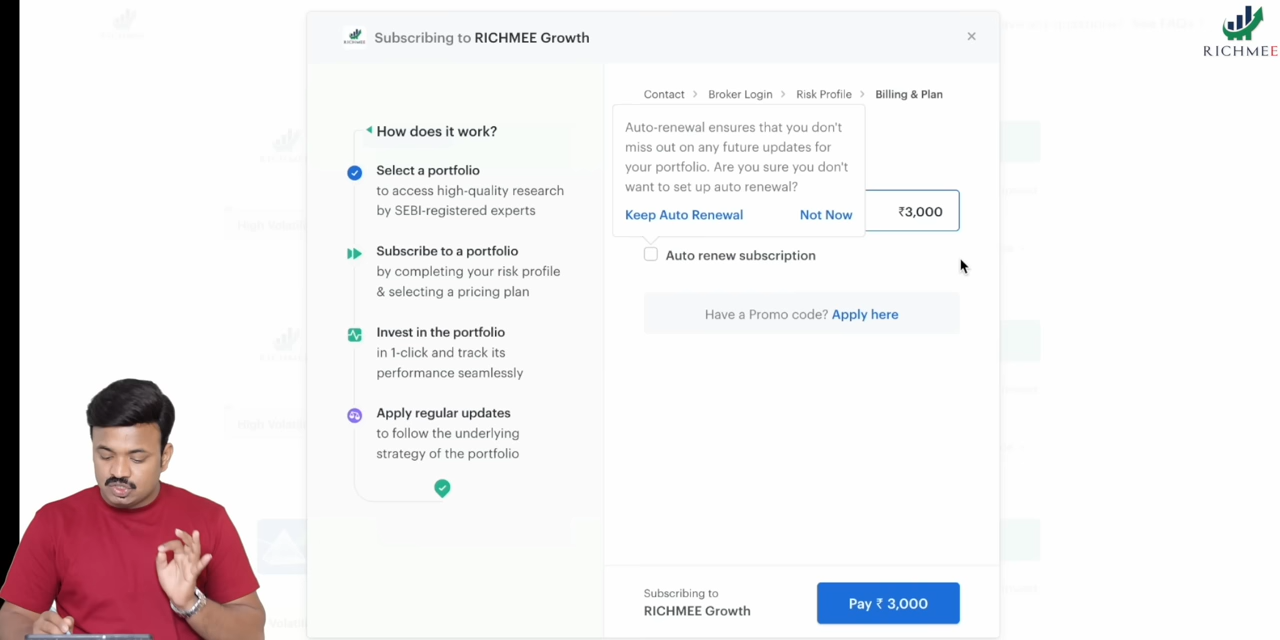 Subscribing to RICHMEE Growth
RICHMEE
How does it work?
Select a portfolio
to access high-quality research
by SEBI-registered experts
Subscribe to a portfolio
by completing your risk profile
& selecting a pricing plan
Invest in the portfolio
in 1-click and track its
performance seamlessly
Apply regular updates
to follow the underlying
strategy of the portfolio
Contact > Broker Login > Risk Profile > Billing & Plan
Auto-renewal ensures that you don't
miss out on any future updates for
your portfolio. Are you sure you don't
want to set up auto renewal?
Keep Auto Renewal Not Now
₹3,000
Auto renew subscription
Have a Promo code? Apply here
Subscribing to
RICHMEE Growth
Pay ₹ 3,000